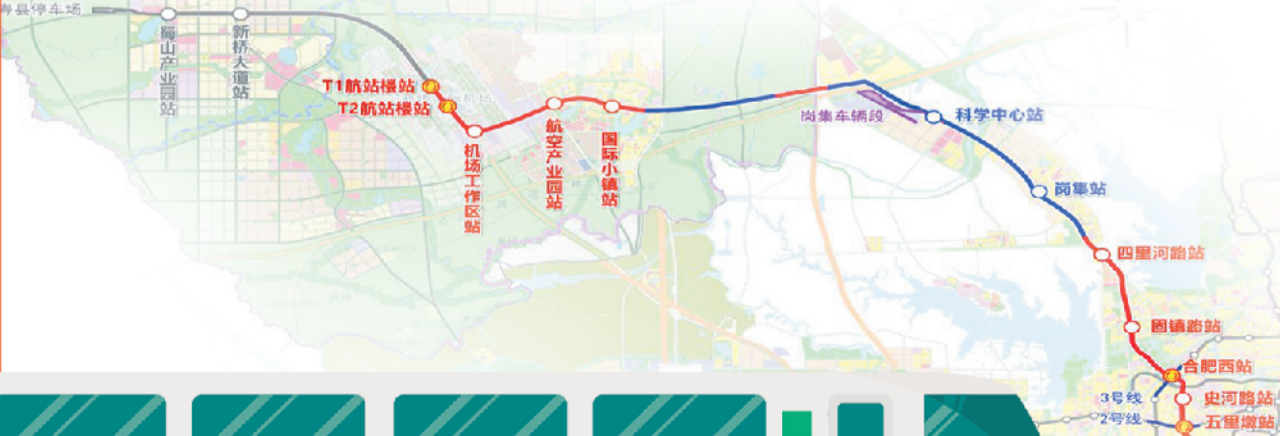 寿县停车场
蜀山产业园站
新桥大道站
T1航站楼站
T2航站楼站
机场工作区站
航空产业园站
国际小镇站
岗集车辆段
科学中心站
岗集站
四里河路站
固镇路站
合肥西站
3号线
史河路站
2号线
五里墩站